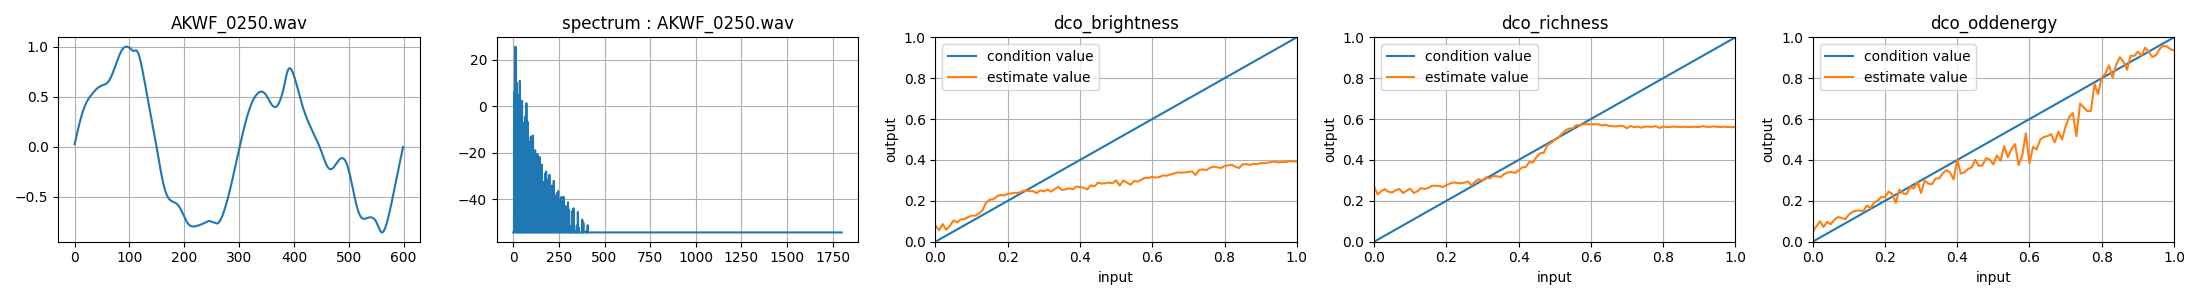 AKWF_0250.wav
1.0
0.5
0.0
−0.5
0 100 200 300 400 500 600
spectrum : AKWF_0250.wav
20
0
−20
−40
0 250 500 750 1000 1250 1500 1750
dco_brightness
condition value
estimate value
output
1.0
0.8
0.6
0.4
0.2
0.0
0.0 0.2 0.4 0.6 0.8 1.0
input
dco_richness
condition value
estimate value
output
1.0
0.8
0.6
0.4
0.2
0.0
0.0 0.2 0.4 0.6 0.8 1.0
input
dco_oddenergy
condition value
estimate value
output
1.0
0.8
0.6
0.4
0.2
0.0
0.0 0.2 0.4 0.6 0.8 1.0
input